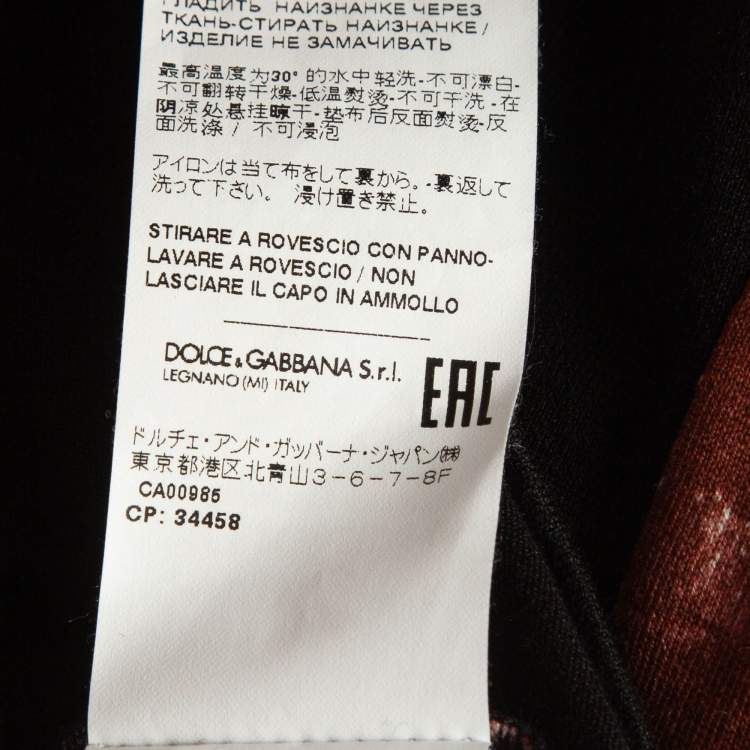 ГЛАДИТЬ НАИЗНАНКЕ ЧЕРЕЗ
ТКАНЬ-СТИРАТЬ НАИЗНАНКЕ /
ИЗДЕЛИЕ НЕ ЗАМАЧИВАТЬ
最高温度为30°的水中轻洗-不可漂白-
不可翻转干燥-低温熨烫-不可干洗-在
阴凉处悬挂晾干-垫布后反面熨烫-反
面洗涤 / 不可浸泡
アイロンは当て布をして裏から。-裏返して
洗って下さい。 浸け置き禁止。
STIRARE A ROVESCIO CON PANNO-
LAVARE A ROVESCIO / NON
LASCIARE IL CAPO IN AMMOLLO
DOLCE & GABBANA S.r.l.
LEGNANO (MI) ITALY
EAC
ドルチェ・アンド・ガッバーナ・ジャパン㈱
東京都港区北青山3-6-7-8F
CA00985
CP: 34458